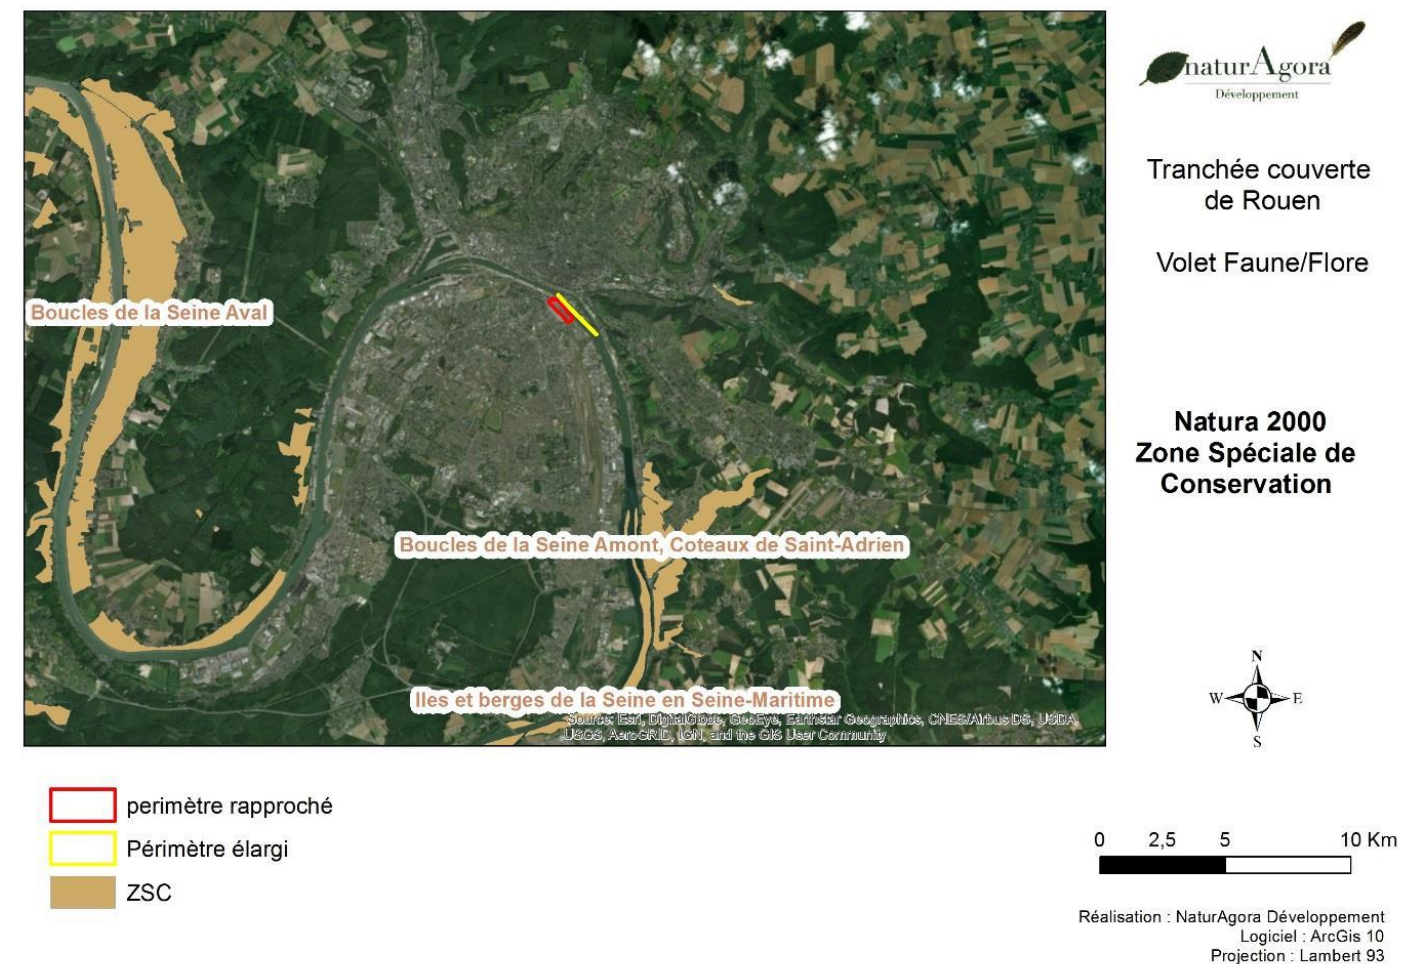 naturAgora
Développement
Tranchée couverte
de Rouen
Volet Faune/Flore
Natura 2000
Zone Spéciale de
Conservation
Boucles de la Seine Aval
Boucles de la Seine Amont, Coteaux de Saint-Adrien
Iles et berges de la Seine en Seine-Maritime
Source: Esri, DigitalGlobe, GeoEye, Earthstar Geographics, CNES/Airbus DS, USDA,
USGS, AeroGRID, IGN, and the GIS User Community
N
W E
S
perimètre rapproché
Périmètre élargi
ZSC
0 2,5 5 10 Km
Réalisation : NaturAgora Développement
Logiciel : ArcGis 10
Projection : Lambert 93